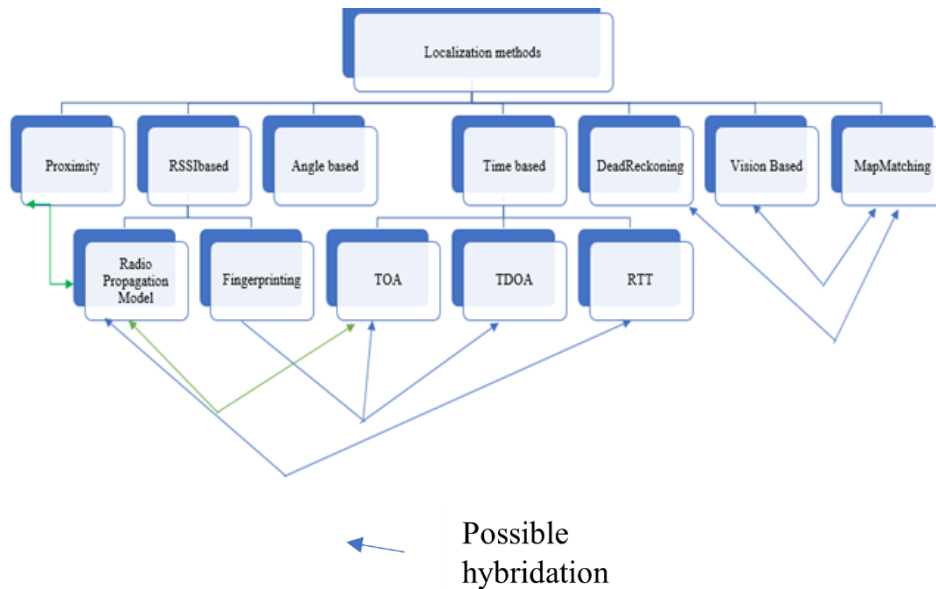 Localization methods
Proximity
RSSIbased
Angle based
Time based
DeadReckoning
Vision Based
MapMatching
Radio
Propagation
Model
Fingerprinting
TOA
TDOA
RTT
Possible
hybridation